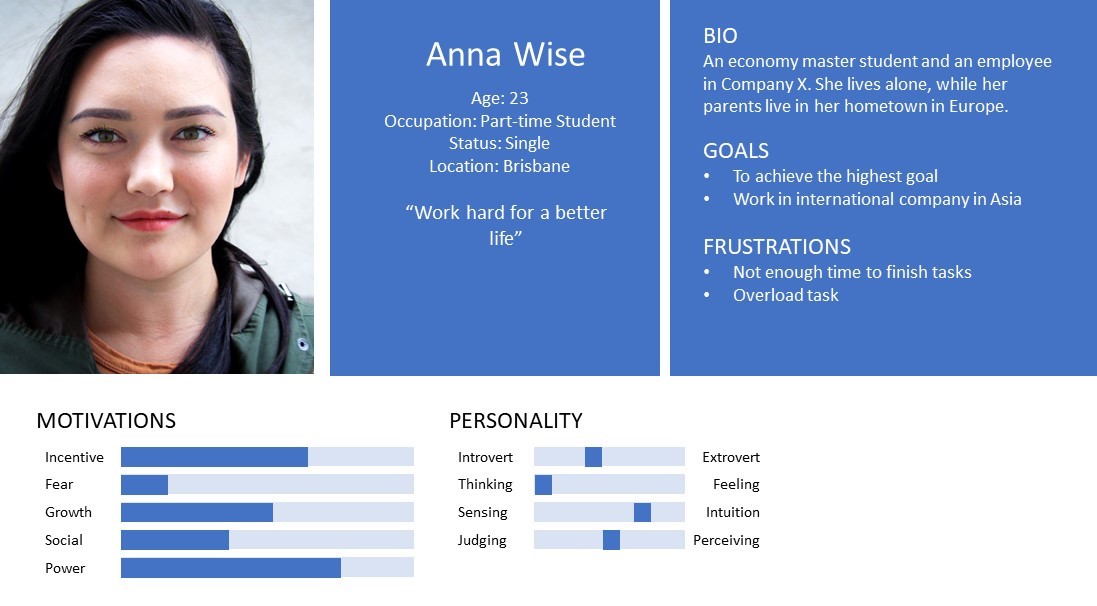 Anna Wise
Age: 23
Occupation: Part-time Student
Status: Single
Location: Brisbane
“Work hard for a better
life”
BIO
An economy master student and an employee
in Company X. She lives alone, while her
parents live in her hometown in Europe.
GOALS
• To achieve the highest goal
• Work in international company in Asia
FRUSTRATIONS
• Not enough time to finish tasks
• Overload task
MOTIVATIONS
Incentive
Fear
Growth
Social
Power
PERSONALITY
Introvert Extrovert
Thinking Feeling
Sensing Intuition
Judging Perceiving